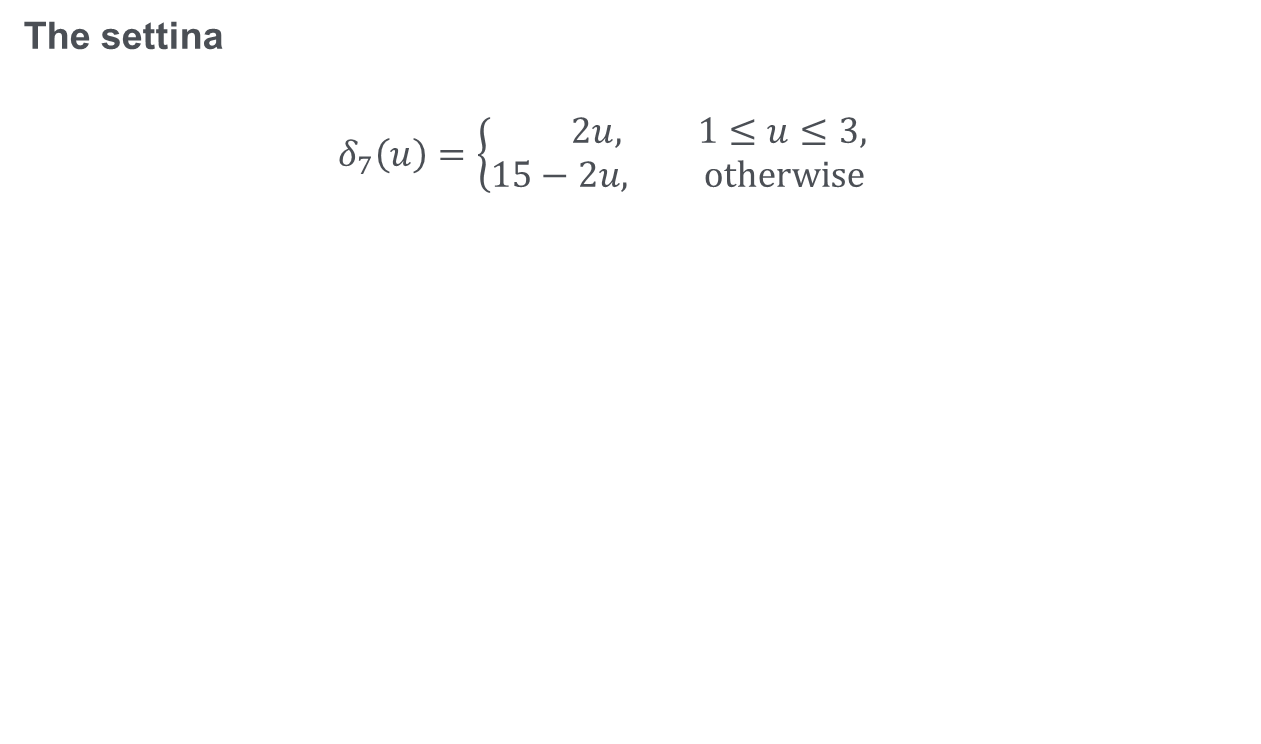 The settina
δ₇(u) = { 2u, 1 ≤ u ≤ 3,
15 − 2u, otherwise